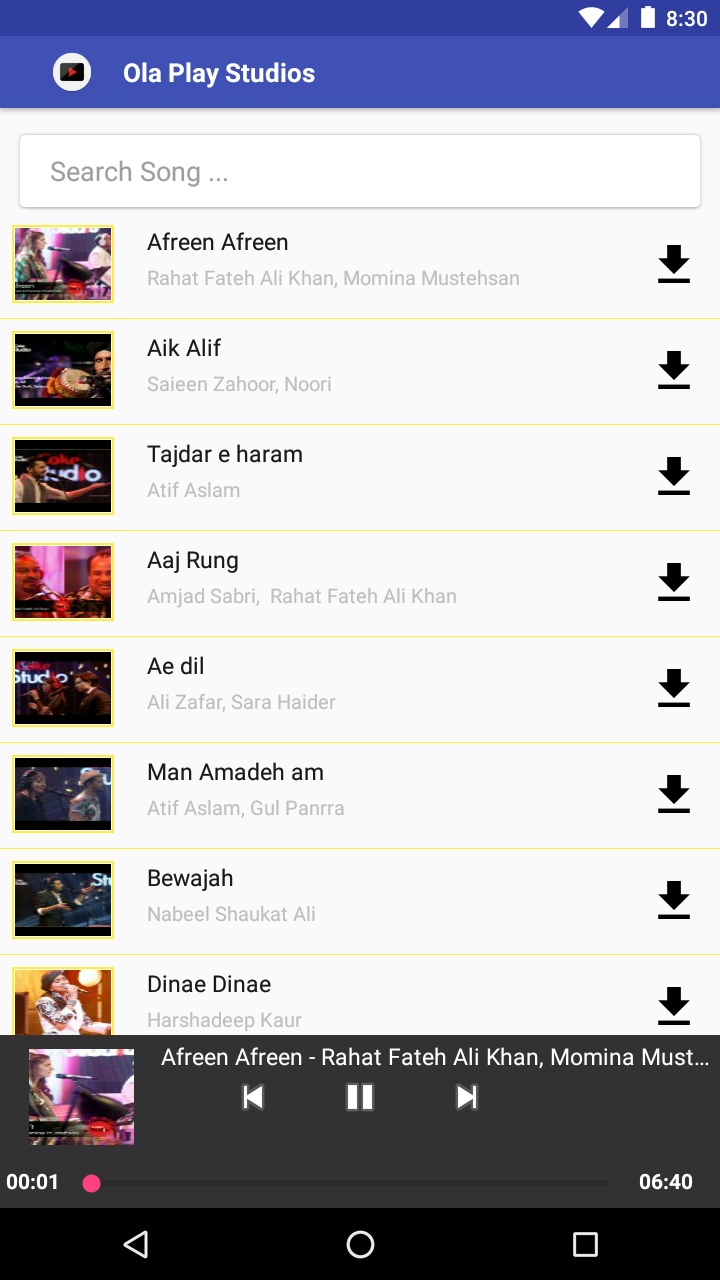 8:30
Ola Play Studios
Search Song ...
Afreen Afreen
Rahat Fateh Ali Khan, Momina Mustehsan
Aik Alif
Saieen Zahoor, Noori
Tajdar e haram
Atif Aslam
Aaj Rung
Amjad Sabri,  Rahat Fateh Ali Khan
Ae dil
Ali Zafar, Sara Haider
Man Amadeh am
Atif Aslam, Gul Panrra
Bewajah
Nabeel Shaukat Ali
Dinae Dinae
Harshadeep Kaur
Afreen Afreen - Rahat Fateh Ali Khan, Momina Must...
00:01
06:40